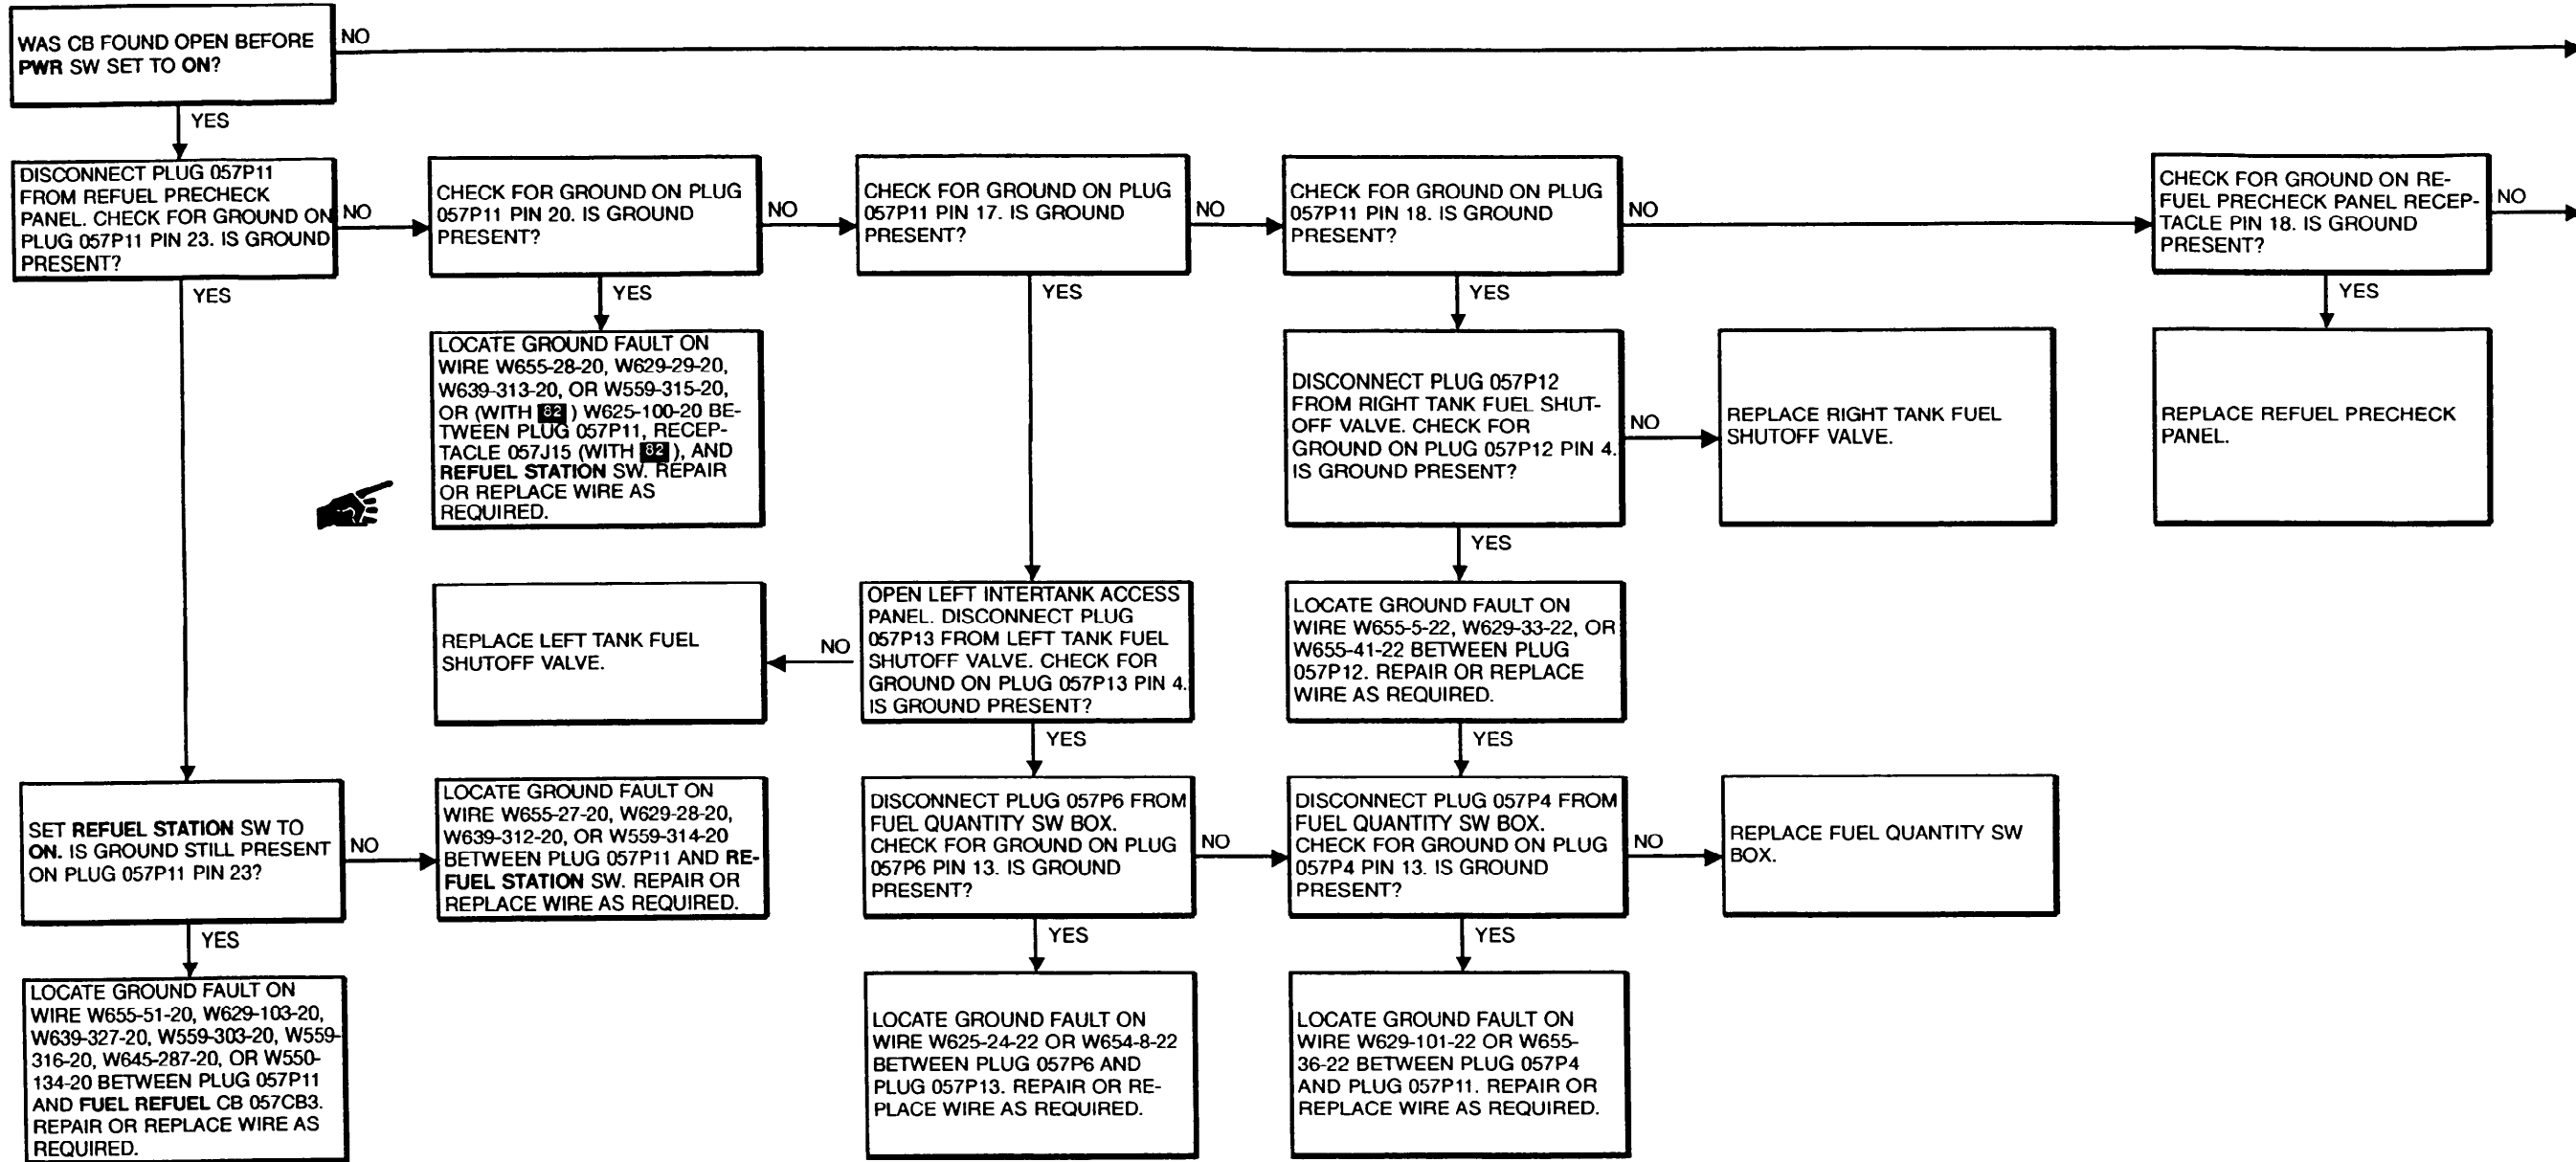 WAS CB FOUND OPEN BEFORE
PWR SW SET TO ON?
NO
YES
DISCONNECT PLUG 057P11
FROM REFUEL PRECHECK
PANEL. CHECK FOR GROUND ON
PLUG 057P11 PIN 23. IS GROUND
PRESENT?
NO
YES
CHECK FOR GROUND ON PLUG
057P11 PIN 20. IS GROUND
PRESENT?
NO
YES
CHECK FOR GROUND ON PLUG
057P11 PIN 17. IS GROUND
PRESENT?
NO
YES
CHECK FOR GROUND ON PLUG
057P11 PIN 18. IS GROUND
PRESENT?
NO
YES
CHECK FOR GROUND ON RE-
FUEL PRECHECK PANEL RECEP-
TACLE PIN 18. IS GROUND
PRESENT?
NO
YES
LOCATE GROUND FAULT ON
WIRE W655-28-20, W629-29-20,
W639-313-20, OR W559-315-20,
OR (WITH 82 ) W625-100-20 BE-
TWEEN PLUG 057P11, RECEP-
TACLE 057J15 (WITH 82 ), AND
REFUEL STATION SW. REPAIR
OR REPLACE WIRE AS
REQUIRED.
DISCONNECT PLUG 057P12
FROM RIGHT TANK FUEL SHUT-
OFF VALVE. CHECK FOR
GROUND ON PLUG 057P12 PIN 4.
IS GROUND PRESENT?
NO
YES
REPLACE RIGHT TANK FUEL
SHUTOFF VALVE.
REPLACE REFUEL PRECHECK
PANEL.
REPLACE LEFT TANK FUEL
SHUTOFF VALVE.
NO
OPEN LEFT INTERTANK ACCESS
PANEL. DISCONNECT PLUG
057P13 FROM LEFT TANK FUEL
SHUTOFF VALVE. CHECK FOR
GROUND ON PLUG 057P13 PIN 4.
IS GROUND PRESENT?
YES
LOCATE GROUND FAULT ON
WIRE W655-5-22, W629-33-22, OR
W655-41-22 BETWEEN PLUG
057P12. REPAIR OR REPLACE
WIRE AS REQUIRED.
YES
SET REFUEL STATION SW TO
ON. IS GROUND STILL PRESENT
ON PLUG 057P11 PIN 23?
NO
YES
LOCATE GROUND FAULT ON
WIRE W655-27-20, W629-28-20,
W639-312-20, OR W559-314-20
BETWEEN PLUG 057P11 AND RE-
FUEL STATION SW. REPAIR OR
REPLACE WIRE AS REQUIRED.
DISCONNECT PLUG 057P6 FROM
FUEL QUANTITY SW BOX.
CHECK FOR GROUND ON PLUG
057P6 PIN 13. IS GROUND
PRESENT?
NO
YES
DISCONNECT PLUG 057P4 FROM
FUEL QUANTITY SW BOX.
CHECK FOR GROUND ON PLUG
057P4 PIN 13. IS GROUND
PRESENT?
NO
YES
REPLACE FUEL QUANTITY SW
BOX.
LOCATE GROUND FAULT ON
WIRE W655-51-20, W629-103-20,
W639-327-20, W559-303-20, W559-
316-20, W645-287-20, OR W550-
134-20 BETWEEN PLUG 057P11
AND FUEL REFUEL CB 057CB3.
REPAIR OR REPLACE WIRE AS
REQUIRED.
LOCATE GROUND FAULT ON
WIRE W625-24-22 OR W654-8-22
BETWEEN PLUG 057P6 AND
PLUG 057P13. REPAIR OR RE-
PLACE WIRE AS REQUIRED.
LOCATE GROUND FAULT ON
WIRE W629-101-22 OR W655-
36-22 BETWEEN PLUG 057P4
AND PLUG 057P11. REPAIR OR
REPLACE WIRE AS REQUIRED.